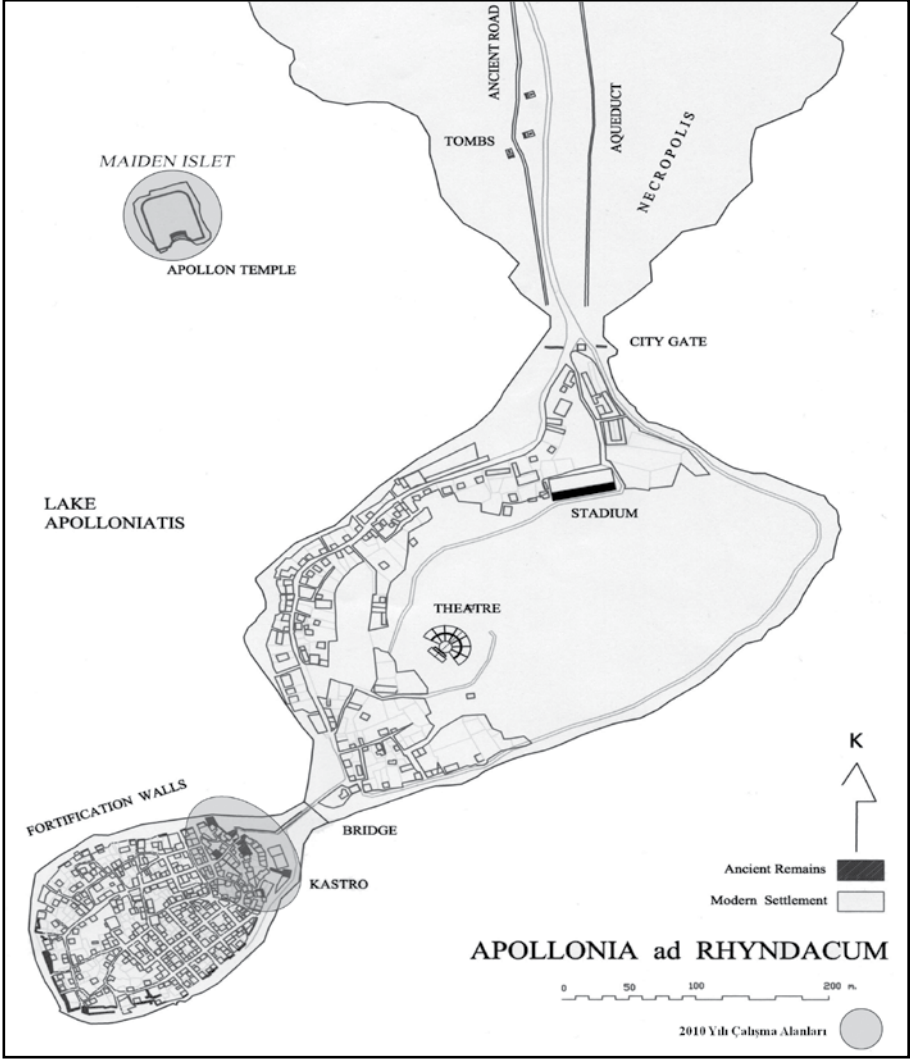 ANCIENT ROAD
AQUEDUCT
TOMBS
NECROPOLIS
MAIDEN ISLET
APOLLON TEMPLE
CITY GATE
LAKE
APOLLONIATIS
STADIUM
THEATRE
K
FORTIFICATION WALLS
BRIDGE
KASTRO
Ancient Remains
Modern Settlement
APOLLONIA ad RHYNDACUM
0 50 100 200 m.
2010 Yılı Çalışma Alanları